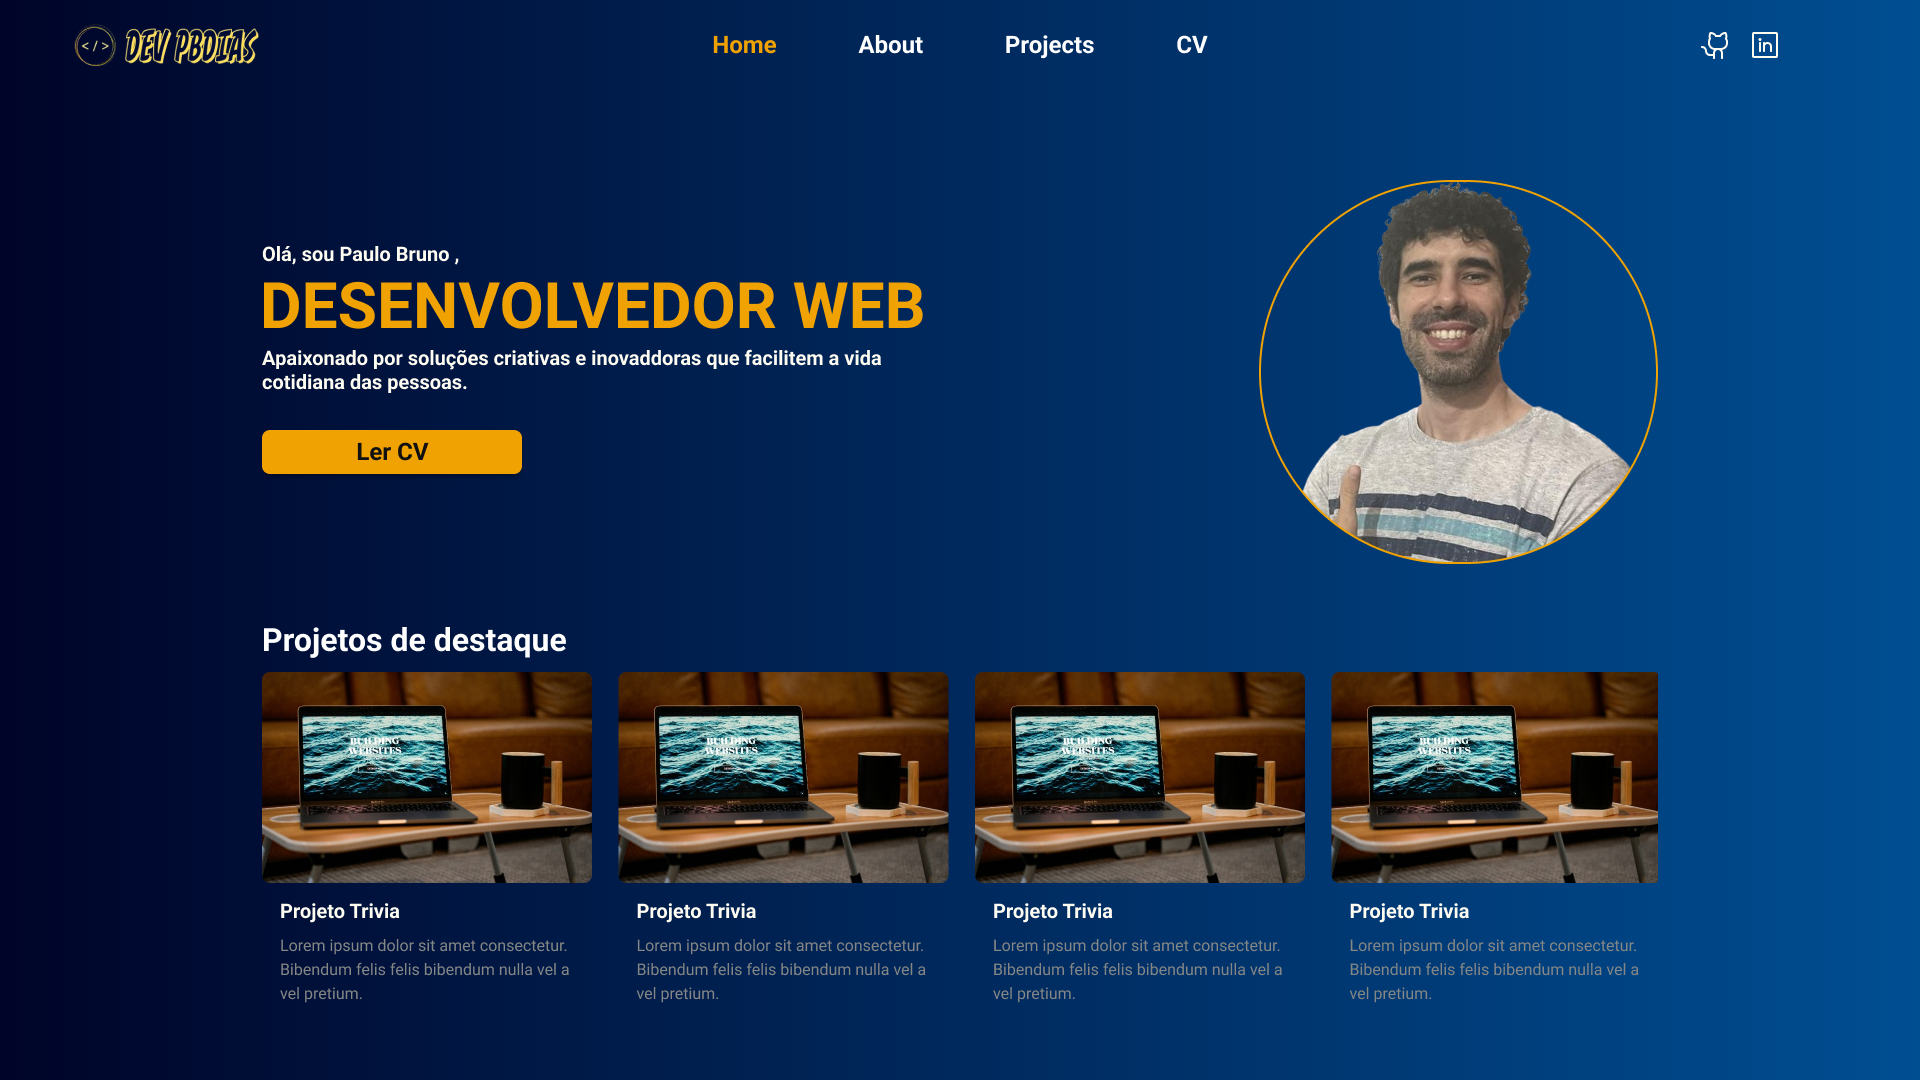 </> DEV PBDIAS
Home About Projects CV
in
Olá, sou Paulo Bruno ,
DESENVOLVEDOR WEB
Apaixonado por soluções criativas e inovaddoras que facilitem a vida
cotidiana das pessoas.
Ler CV
Projetos de destaque
BUILDING
WEBSITES
BUILDING
WEBSITES
BUILDING
WEBSITES
BUILDING
WEBSITES
Projeto Trivia
Lorem ipsum dolor sit amet consectetur.
Bibendum felis felis bibendum nulla vel a
vel pretium.
Projeto Trivia
Lorem ipsum dolor sit amet consectetur.
Bibendum felis felis bibendum nulla vel a
vel pretium.
Projeto Trivia
Lorem ipsum dolor sit amet consectetur.
Bibendum felis felis bibendum nulla vel a
vel pretium.
Projeto Trivia
Lorem ipsum dolor sit amet consectetur.
Bibendum felis felis bibendum nulla vel a
vel pretium.